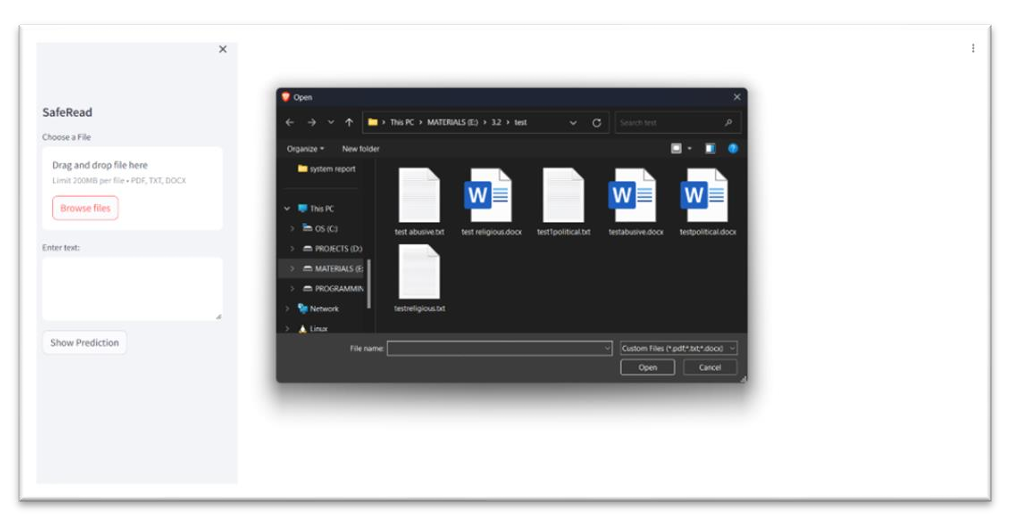 SafeRead
Choose a File
Drag and drop file here
Limit 200MB per file • PDF, TXT, DOCX
Browse files
Enter text:
Show Prediction
Open
This PC › MATERIALS (E:) › 3.2 › test
Search test
Organize
New folder
system report
This PC
OS (C:)
PROJECTS (D:)
MATERIALS (E:
PROGRAMMIN
Network
Linux
test abusive.txt
test religious.docx
test1political.txt
testabusive.docx
testpolitical.docx
testreligious.txt
File name:
Custom Files (*.pdf;*.txt;*.docx)
Open
Cancel